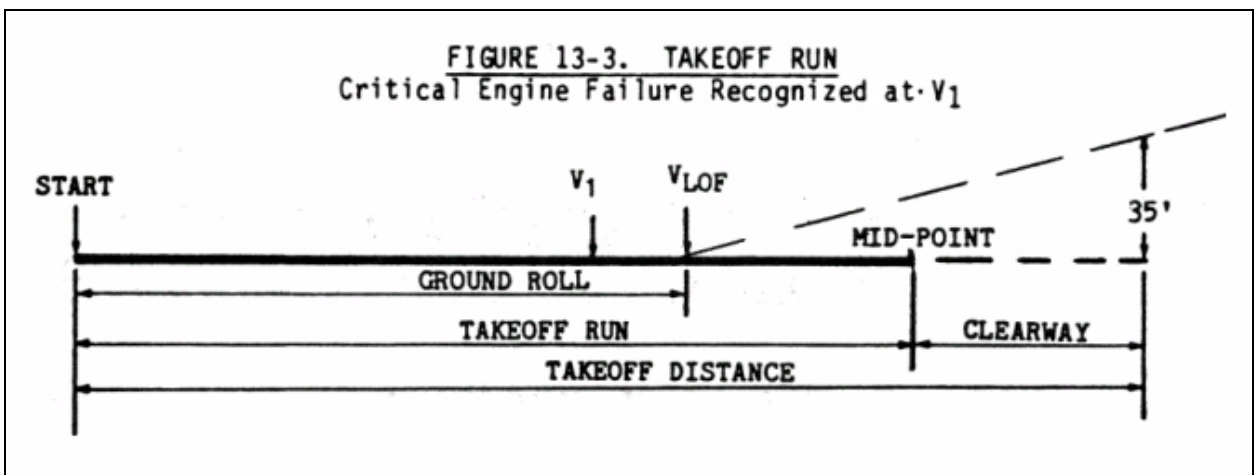 FIGURE 13-3. TAKEOFF RUN
Critical Engine Failure Recognized at V1
START
V1
VLOF
35'
MID-POINT
GROUND ROLL
TAKEOFF RUN
CLEARWAY
TAKEOFF DISTANCE